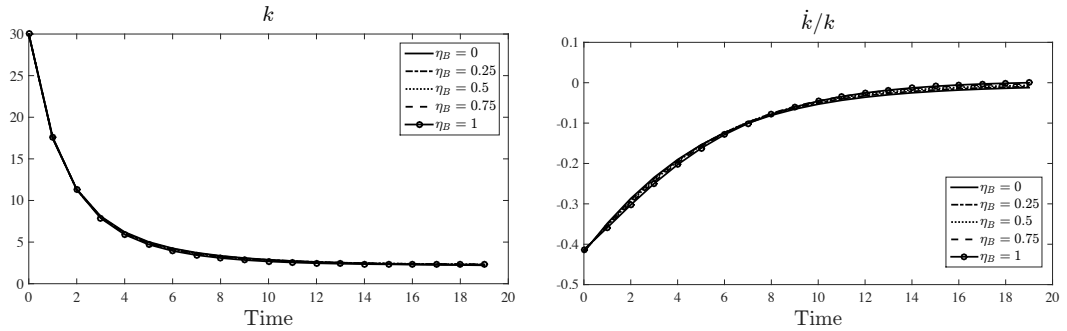 k
30
25
20
15
10
5
0
0 2 4 6 8 10 12 14 16 18 20
Time
η_B = 0
η_B = 0.25
η_B = 0.5
η_B = 0.75
η_B = 1
k̇/k
0.1
0
-0.1
-0.2
-0.3
-0.4
-0.5
0 2 4 6 8 10 12 14 16 18 20
Time
η_B = 0
η_B = 0.25
η_B = 0.5
η_B = 0.75
η_B = 1